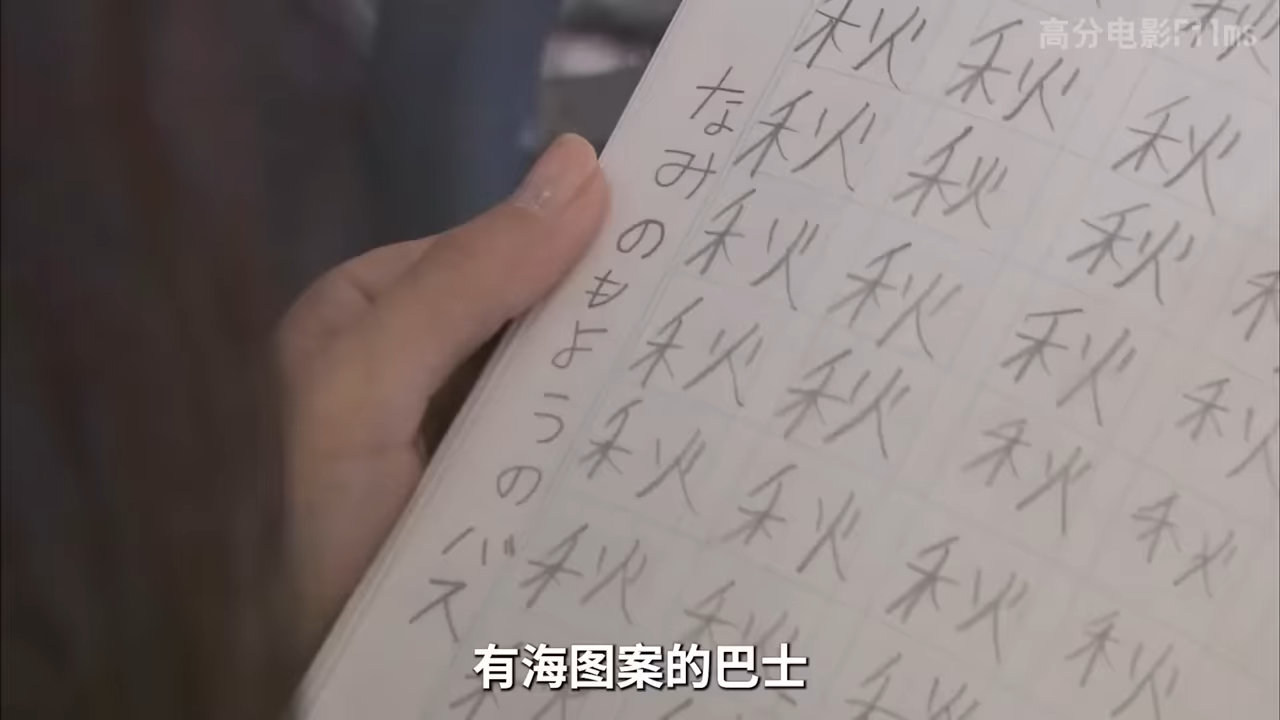 高分电影Films
秋秋秋秋
秋秋秋秋秋秋秋
秋秋秋秋秋秋
秋秋秋秋秋秋秋
なみのもようのバス
有海图案的巴士